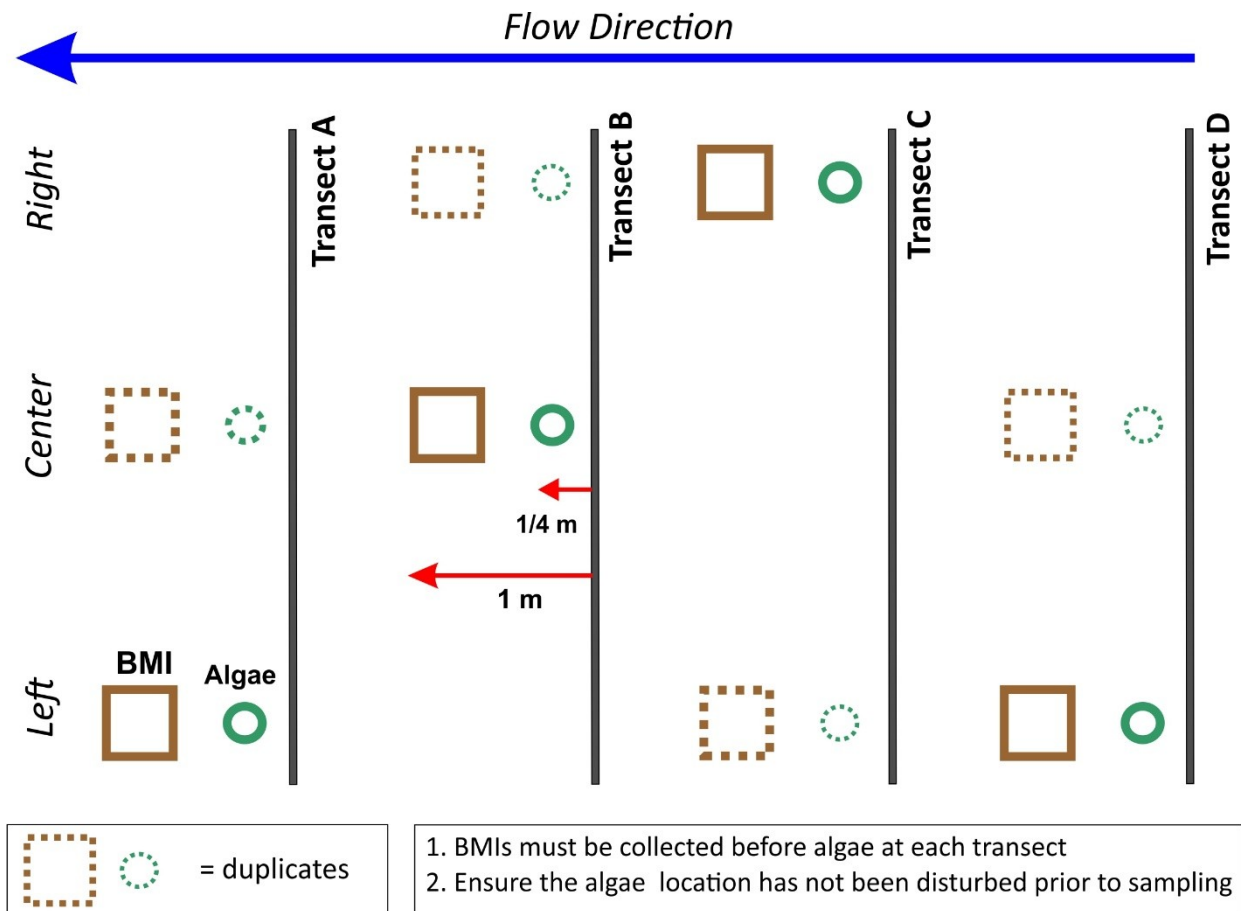 Flow Direction
Right
Transect A
Transect B
Transect C
Transect D
Center
1/4 m
1 m
Left
BMI
Algae
= duplicates
1. BMIs must be collected before algae at each transect
2. Ensure the algae location has not been disturbed prior to sampling